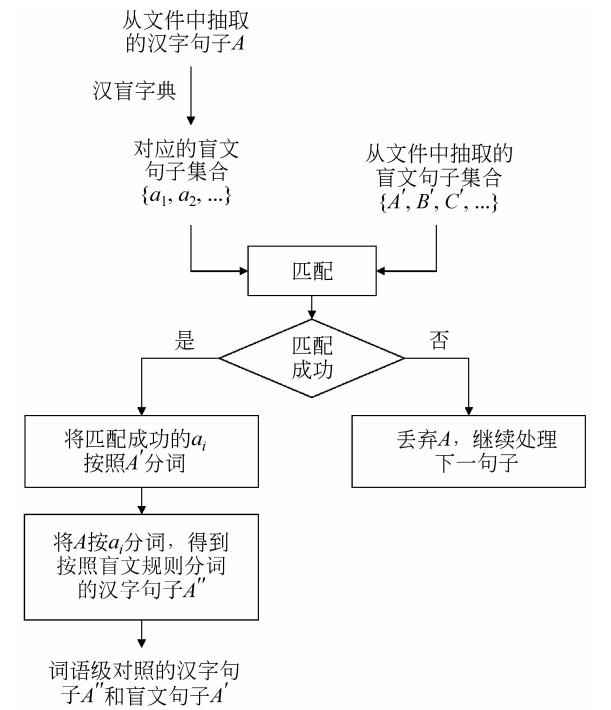 从文件中抽取
的汉字句子A
汉盲字典
对应的盲文
句子集合
{a₁, a₂, ...}
从文件中抽取的
盲文句子集合
{A′, B′, C′, ...}
匹配
匹配
成功
是
否
将匹配成功的aᵢ
按照A′分词
丢弃A，继续处理
下一句子
将A按aᵢ分词，得到
按照盲文规则分词
的汉字句子A″
词语级对照的汉字句
子A″和盲文句子A′